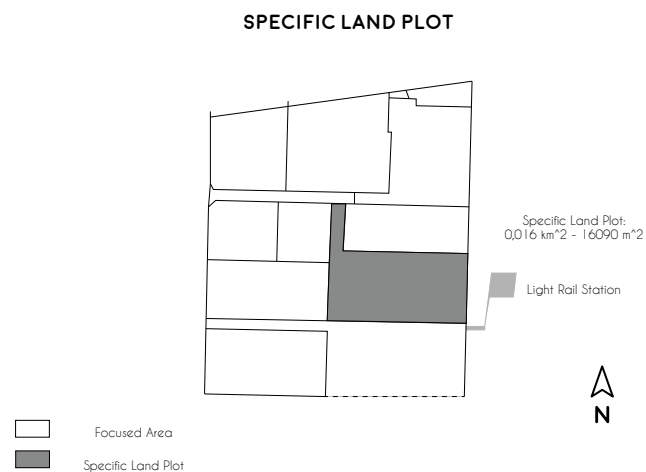 SPECIFIC LAND PLOT
Specific Land Plot:
0,016 km^2 - 16090 m^2
Light Rail Station
N
Focused Area
Specific Land Plot